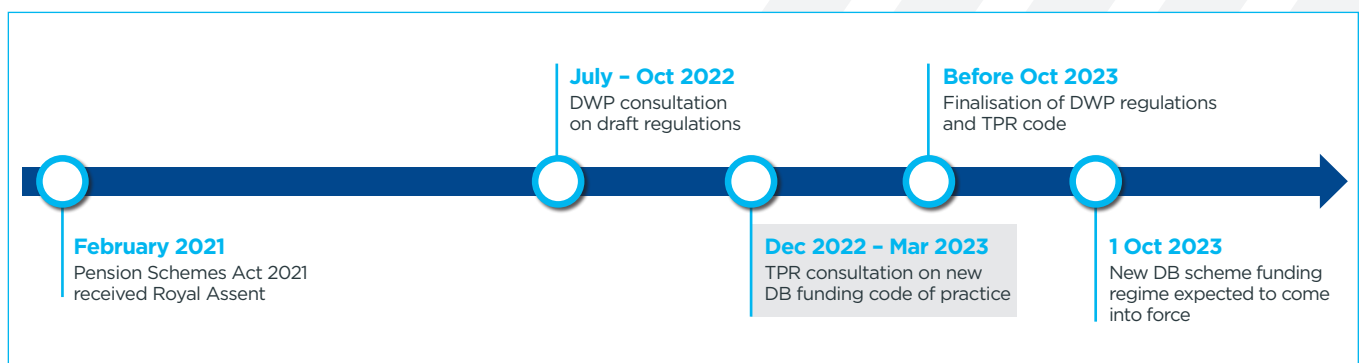 July – Oct 2022
DWP consultation
on draft regulations
Before Oct 2023
Finalisation of DWP regulations
and TPR code
February 2021
Pension Schemes Act 2021
received Royal Assent
Dec 2022 – Mar 2023
TPR consultation on new
DB funding code of practice
1 Oct 2023
New DB scheme funding
regime expected to come
into force